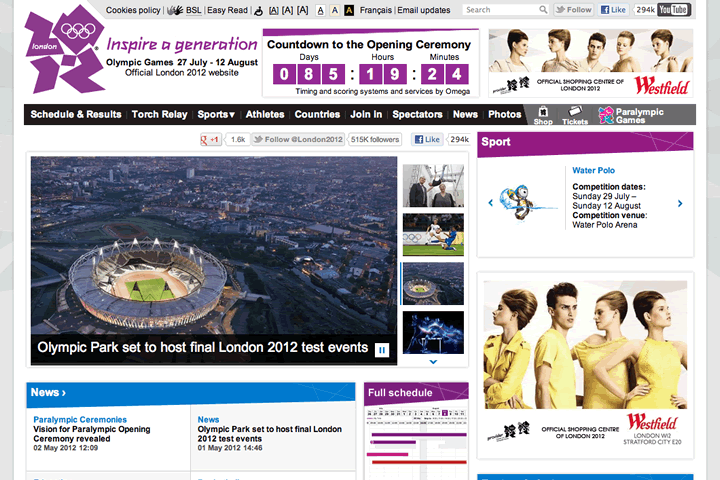 Cookies policy | BSL | Easy Read | [A] [A] [A] A A A Français | Email updates
Search
Follow
Like 294k YouTube
london
Inspire a generation
Olympic Games 27 July - 12 August
Official London 2012 website
Countdown to the Opening Ceremony
Days Hours Minutes
085:19:24
Timing and scoring systems and services by Omega
OFFICIAL SHOPPING CENTRE OF
LONDON 2012
Westfield
Schedule & Results Torch Relay Sports▾ Athletes Countries Join in Spectators News Photos
Shop
Tickets
Paralympic
Games
+1 1.6k Follow @London2012 515K followers Like 294k
Olympic Park set to host final London 2012 test events
Sport
Water Polo
Competition dates:
Sunday 29 July –
Sunday 12 August
Competition venue:
Water Polo Arena
OFFICIAL SHOPPING CENTRE
OF LONDON 2012
Westfield
LONDON W12
STRATFORD CITY E20
News ›
Paralympic Ceremonies
Vision for Paralympic Opening
Ceremony revealed
02 May 2012 12:09
News
Olympic Park set to host final London
2012 test events
01 May 2012 14:46
Full schedule